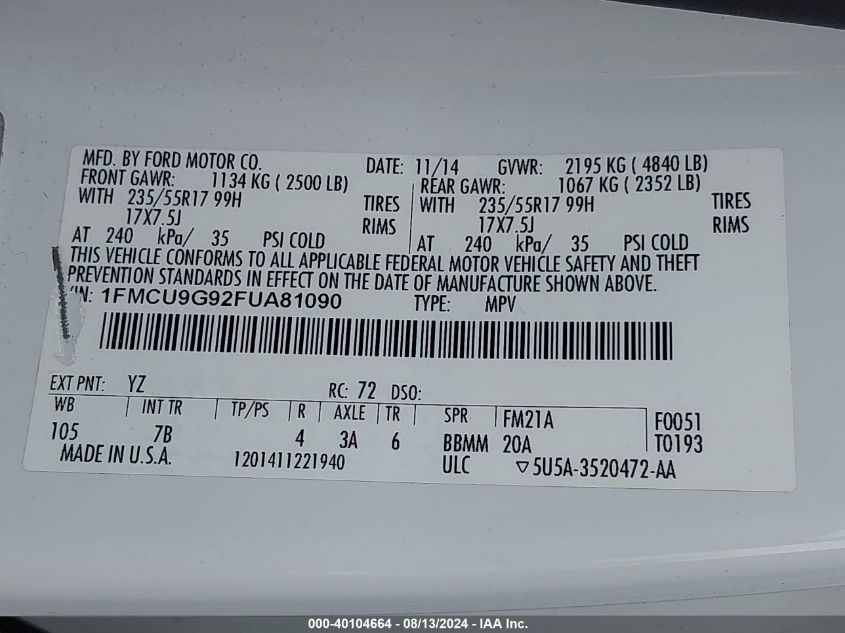 MFD. BY FORD MOTOR CO. DATE: 11/14 GVWR: 2195 KG ( 4840 LB)
FRONT GAWR: 1134 KG ( 2500 LB) REAR GAWR: 1067 KG ( 2352 LB)
WITH 235/55R17 99H TIRES WITH 235/55R17 99H TIRES
17X7.5J RIMS 17X7.5J RIMS
AT 240 kPa/ 35 PSI COLD AT 240 kPa/ 35 PSI COLD
THIS VEHICLE CONFORMS TO ALL APPLICABLE FEDERAL MOTOR VEHICLE SAFETY AND THEFT
PREVENTION STANDARDS IN EFFECT ON THE DATE OF MANUFACTURE SHOWN ABOVE.
VIN: 1FMCU9G92FUA81090 TYPE: MPV
EXT PNT: YZ RC: 72 DSO:
WB INT TR TP/PS R AXLE TR SPR FM21A F0051
105 7B 4 3A 6 BBMM 20A T0193
MADE IN U.S.A. 1201411221940 ULC ▽5U5A-3520472-AA
000-40104664 - 08/13/2024 - IAA Inc.